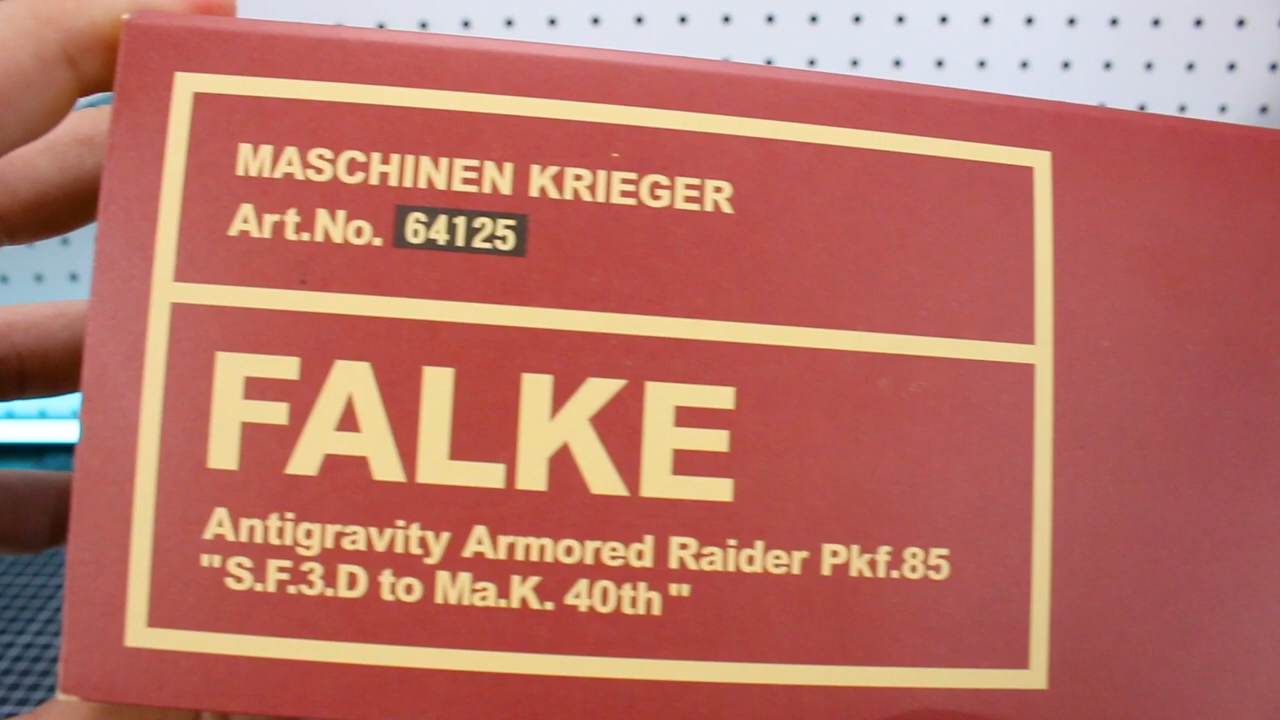 MASCHINEN KRIEGER
Art.No. 64125
FALKE
Antigravity Armored Raider Pkf.85
"S.F.3.D to Ma.K. 40th"